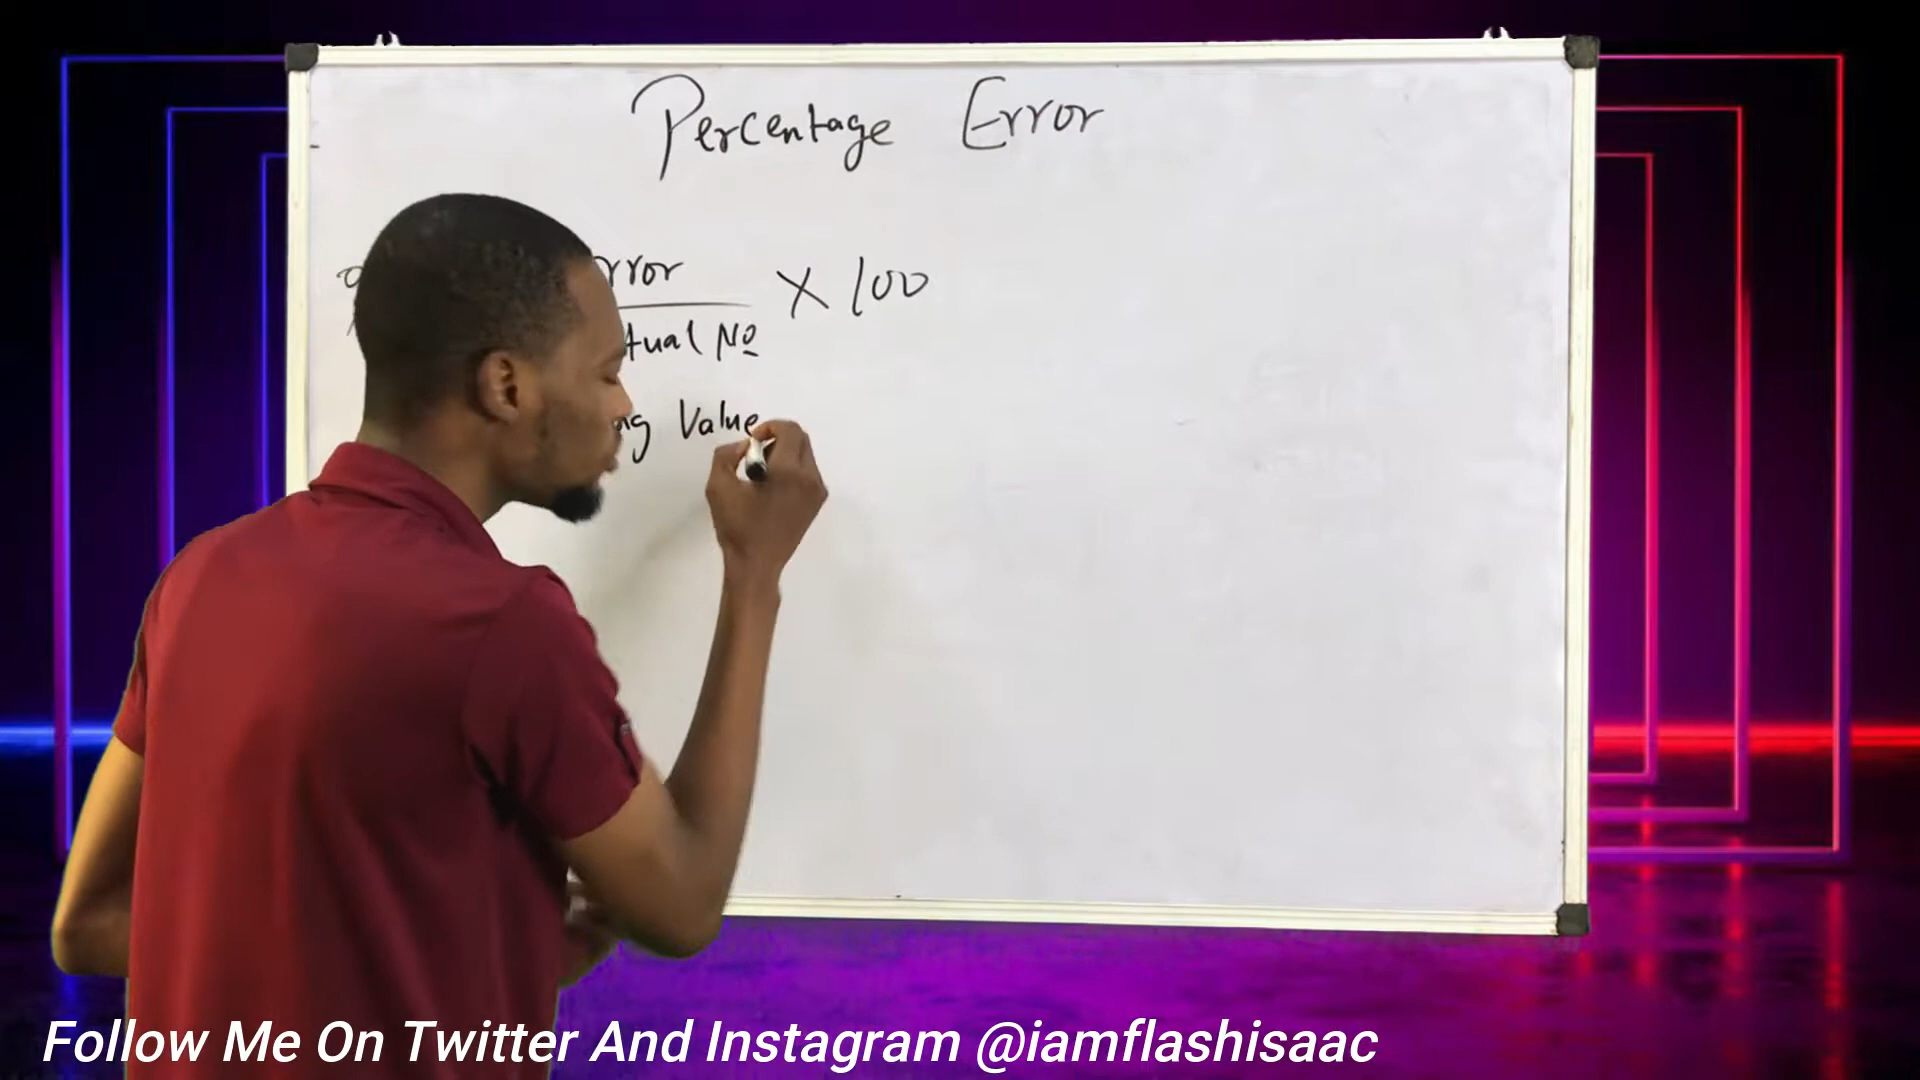 Percentage Error
rror
X 100
tual No
ng Value
Follow Me On Twitter And Instagram @iamflashisaac